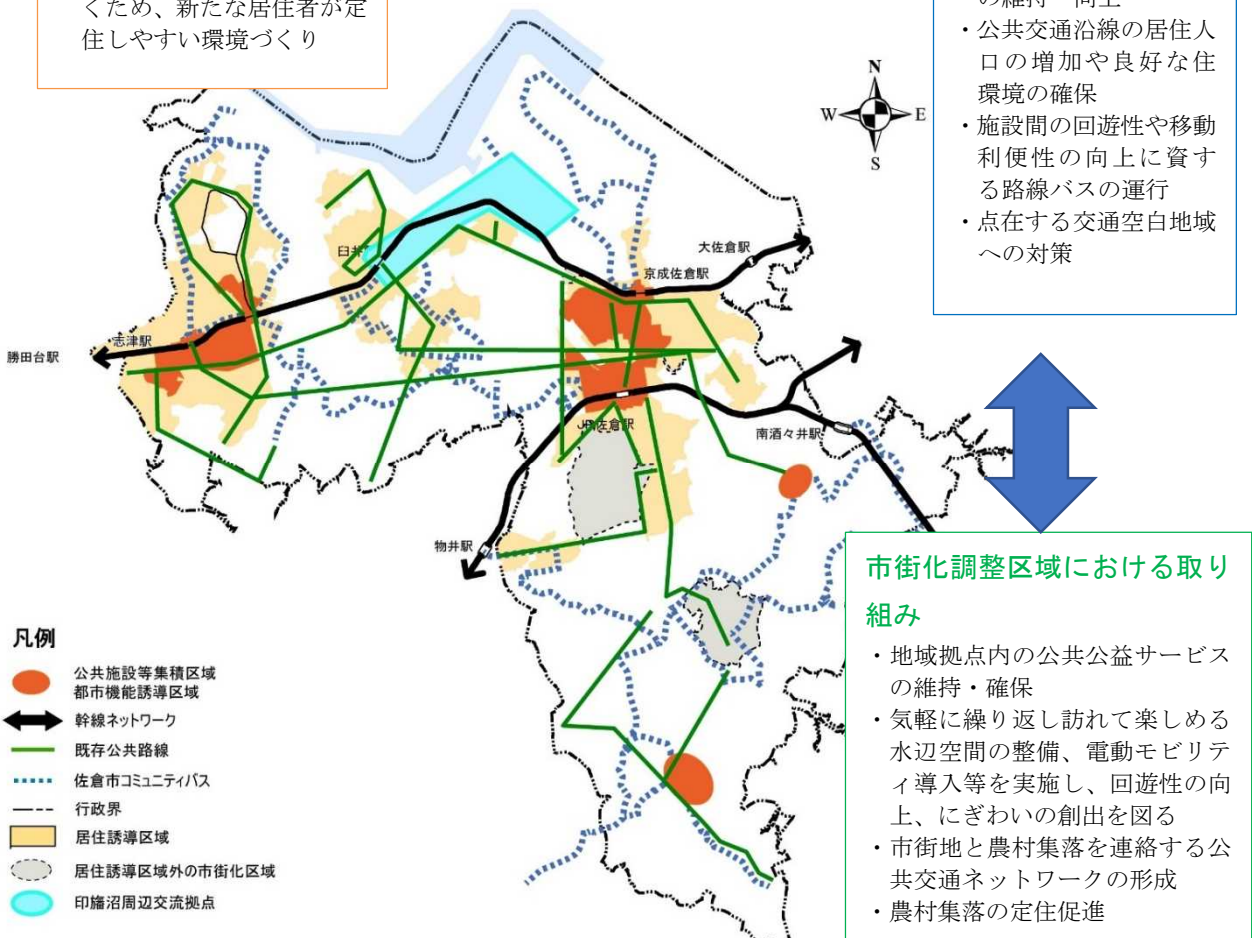 くため、新たな居住者が定
住しやすい環境づくり
の維持・向上
・公共交通沿線の居住人
口の増加や良好な住
環境の確保
・施設間の回遊性や移動
利便性の向上に資す
る路線バスの運行
・点在する交通空白地域
への対策
N
W
E
S
大佐倉駅
臼井
京成佐倉駅
志津駅
勝田台駅
JR佐倉駅
南酒々井駅
物井駅
市街化調整区域における取り
組み
・地域拠点内の公共公益サービス
の維持・確保
・気軽に繰り返し訪れて楽しめる
水辺空間の整備、電動モビリテ
ィ導入等を実施し、回遊性の向
上、にぎわいの創出を図る
・市街地と農村集落を連絡する公
共交通ネットワークの形成
・農村集落の定住促進
凡例
公共施設等集積区域
都市機能誘導区域
幹線ネットワーク
既存公共路線
佐倉市コミュニティバス
行政界
居住誘導区域
居住誘導区域外の市街化区域
印旛沼周辺交流拠点